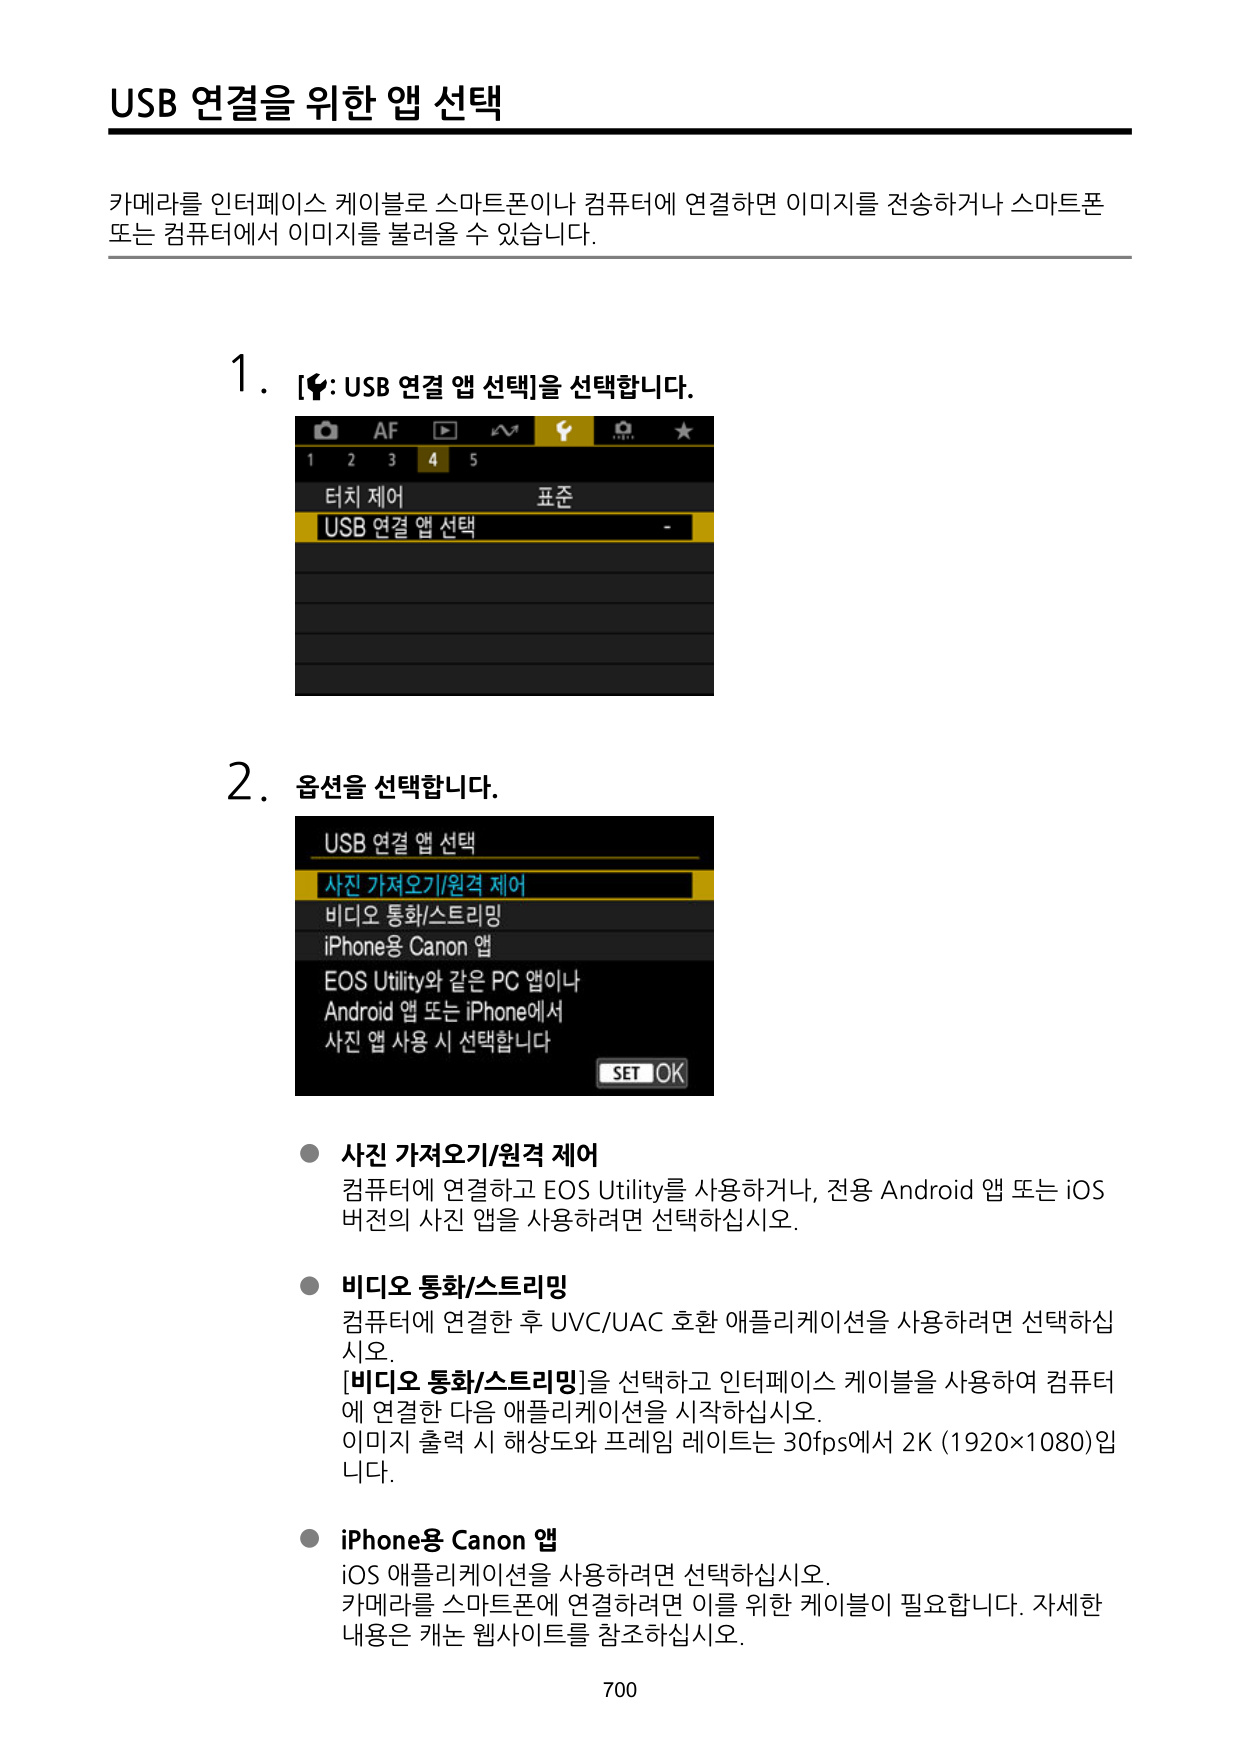 USB 연결을 위한 앱 선택
카메라를 인터페이스 케이블로 스마트폰이나 컴퓨터에 연결하면 이미지를 전송하거나 스마트폰
또는 컴퓨터에서 이미지를 불러올 수 있습니다.
1. [: USB 연결 앱 선택]을 선택합니다.
AF
1 2 3 4 5
터치 제어 표준
USB 연결 앱 선택 -
2. 옵션을 선택합니다.
USB 연결 앱 선택
사진 가져오기/원격 제어
비디오 통화/스트리밍
iPhone용 Canon 앱
EOS Utility와 같은 PC 앱이나
Android 앱 또는 iPhone에서
사진 앱 사용 시 선택합니다
SET OK
● 사진 가져오기/원격 제어
컴퓨터에 연결하고 EOS Utility를 사용하거나, 전용 Android 앱 또는 iOS
버전의 사진 앱을 사용하려면 선택하십시오.
● 비디오 통화/스트리밍
컴퓨터에 연결한 후 UVC/UAC 호환 애플리케이션을 사용하려면 선택하십
시오.
[비디오 통화/스트리밍]을 선택하고 인터페이스 케이블을 사용하여 컴퓨터
에 연결한 다음 애플리케이션을 시작하십시오.
이미지 출력 시 해상도와 프레임 레이트는 30fps에서 2K (1920×1080)입
니다.
● iPhone용 Canon 앱
iOS 애플리케이션을 사용하려면 선택하십시오.
카메라를 스마트폰에 연결하려면 이를 위한 케이블이 필요합니다. 자세한
내용은 캐논 웹사이트를 참조하십시오.
700